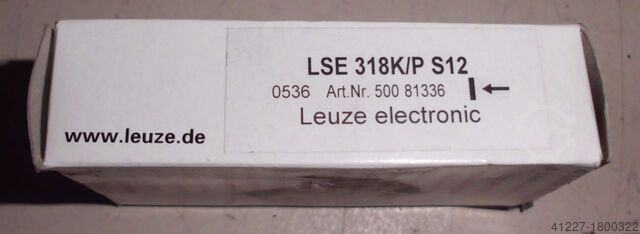 LSE 318K/P S12
0536 Art.Nr. 500 81336
Leuze electronic
www.leuze.de
41227-1800322